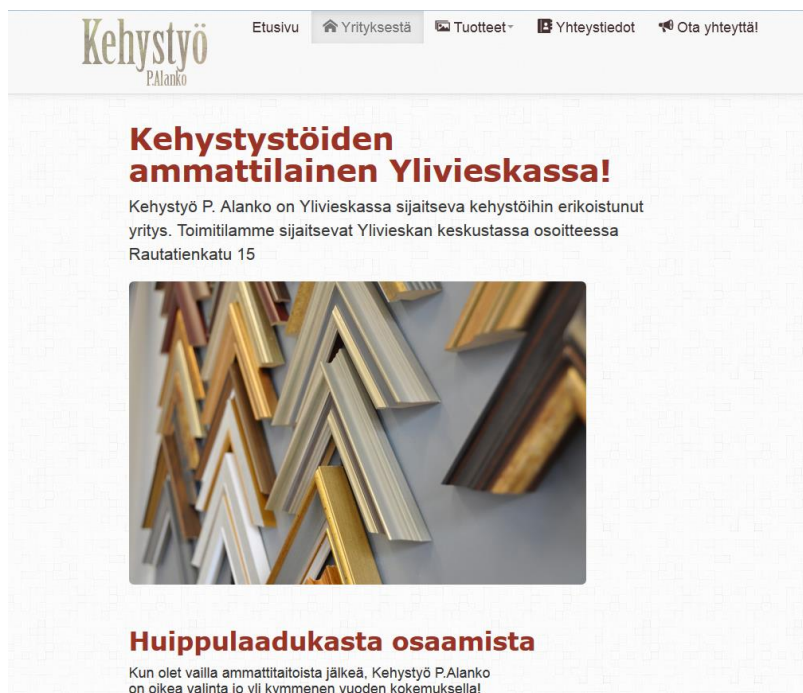 Kehystyö
P.Alanko
Etusivu
Yrityksestä
Tuotteet
Yhteystiedot
Ota yhteyttä!
Kehystystöiden
ammattilainen Ylivieskassa!
Kehystyö P. Alanko on Ylivieskassa sijaitseva kehystöihin erikoistunut
yritys. Toimitilamme sijaitsevat Ylivieskan keskustassa osoitteessa
Rautatienkatu 15
Huippulaadukasta osaamista
Kun olet vailla ammattitaitoista jälkeä, Kehystyö P.Alanko
on oikea valinta jo yli kymmenen vuoden kokemuksella!